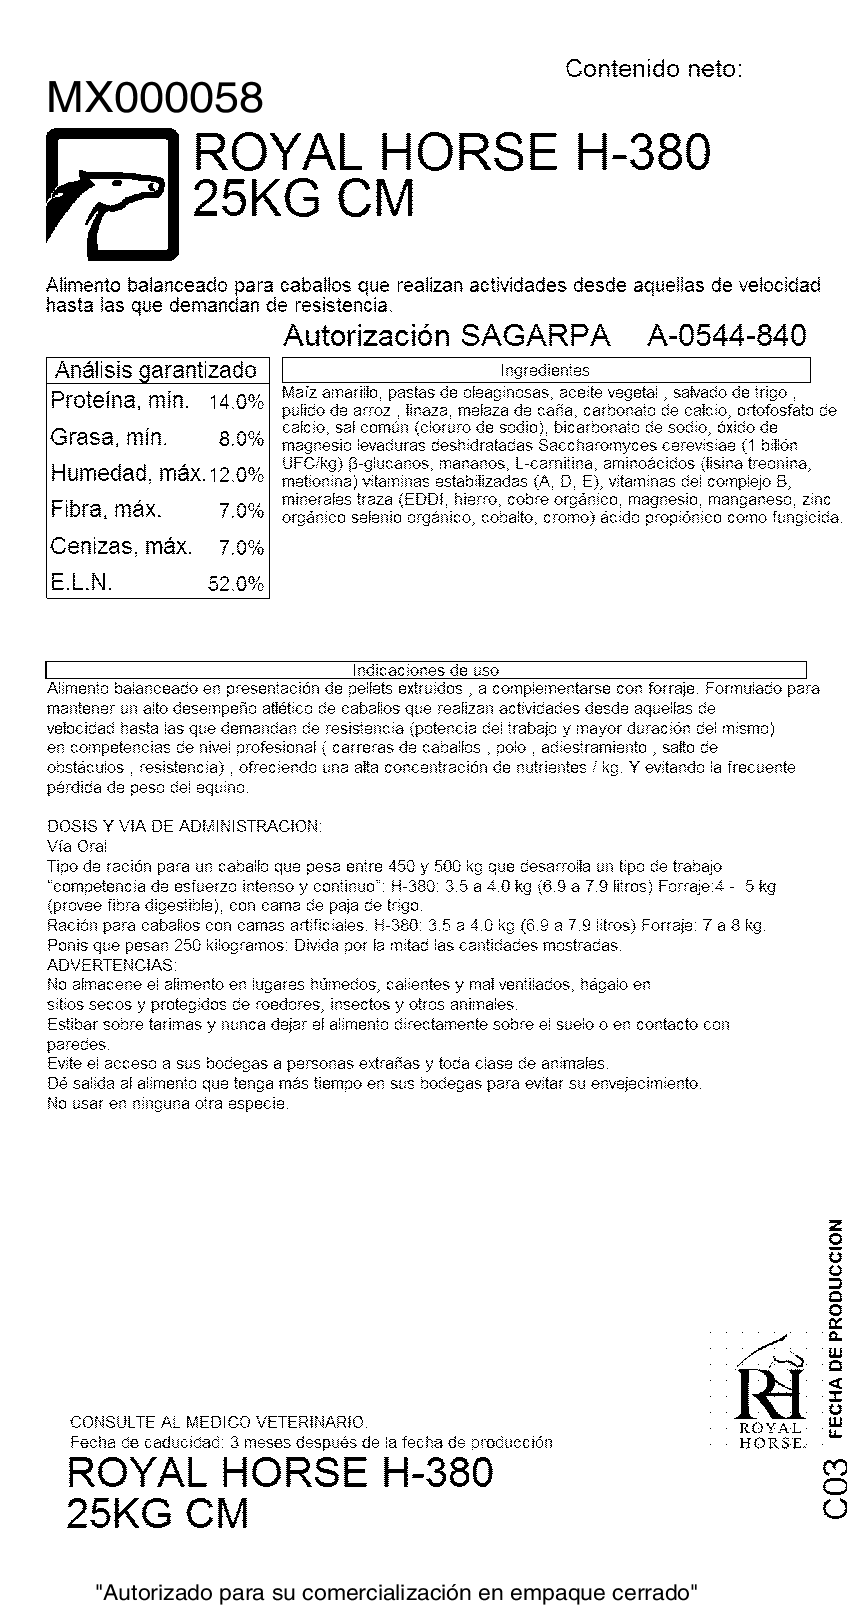 Contenido neto:
MX000058
ROYAL HORSE H-380
25KG CM
Alimento balanceado para caballos que realizan actividades desde aquellas de velocidad
hasta las que demandan de resistencia.
Autorización SAGARPA A-0544-840
Análisis garantizado
Proteína, mín. 14.0%
Grasa, mín. 8.0%
Humedad, máx. 12.0%
Fibra, máx. 7.0%
Cenizas, máx. 7.0%
E.L.N. 52.0%
Ingredientes
Maíz amarillo, pastas de oleaginosas, aceite vegetal , salvado de trigo ,
pulido de arroz , linaza, melaza de caña, carbonato de calcio, ortofosfato de
calcio, sal común (cloruro de sodio), bicarbonato de sodio, óxido de
magnesio levaduras deshidratadas Saccharomyces cerevisiae (1 billón
UFC/kg) β-glucanos, mananos, L-carnitina, aminoácidos (lisina treonina,
metionina) vitaminas estabilizadas (A, D, E), vitaminas del complejo B,
minerales traza (EDDI, hierro, cobre orgánico, magnesio, manganeso, zinc
orgánico selenio orgánico, cobalto, cromo) ácido propiónico como fungicida.
Indicaciones de uso
Alimento balanceado en presentación de pellets extruidos , a complementarse con forraje. Formulado para
mantener un alto desempeño atlético de caballos que realizan actividades desde aquellas de
velocidad hasta las que demandan de resistencia (potencia del trabajo y mayor duración del mismo)
en competencias de nivel profesional ( carreras de caballos , polo , adiestramiento , salto de
obstáculos , resistencia) , ofreciendo una alta concentración de nutrientes / kg. Y evitando la frecuente
pérdida de peso del equino.
DOSIS Y VIA DE ADMINISTRACION:
Vía Oral
Tipo de ración para un caballo que pesa entre 450 y 500 kg que desarrolla un tipo de trabajo
“competencia de esfuerzo intenso y continuo”: H-380: 3.5 a 4.0 kg (6.9 a 7.9 litros) Forraje:4 - 5 kg
(provee fibra digestible), con cama de paja de trigo.
Ración para caballos con camas artificiales. H-380: 3.5 a 4.0 kg (6.9 a 7.9 litros) Forraje: 7 a 8 kg.
Ponis que pesan 250 kilogramos: Divida por la mitad las cantidades mostradas.
ADVERTENCIAS:
No almacene el alimento en lugares húmedos, calientes y mal ventilados, hágalo en
sitios secos y protegidos de roedores, insectos y otros animales.
Estibar sobre tarimas y nunca dejar el alimento directamente sobre el suelo o en contacto con
paredes.
Evite el acceso a sus bodegas a personas extrañas y toda clase de animales.
Dé salida al alimento que tenga más tiempo en sus bodegas para evitar su envejecimiento.
No usar en ninguna otra especie.
FECHA DE PRODUCCION
C03
RH
ROYAL
HORSE
CONSULTE AL MEDICO VETERINARIO.
Fecha de caducidad: 3 meses después de la fecha de producción
ROYAL HORSE H-380
25KG CM
"Autorizado para su comercialización en empaque cerrado"